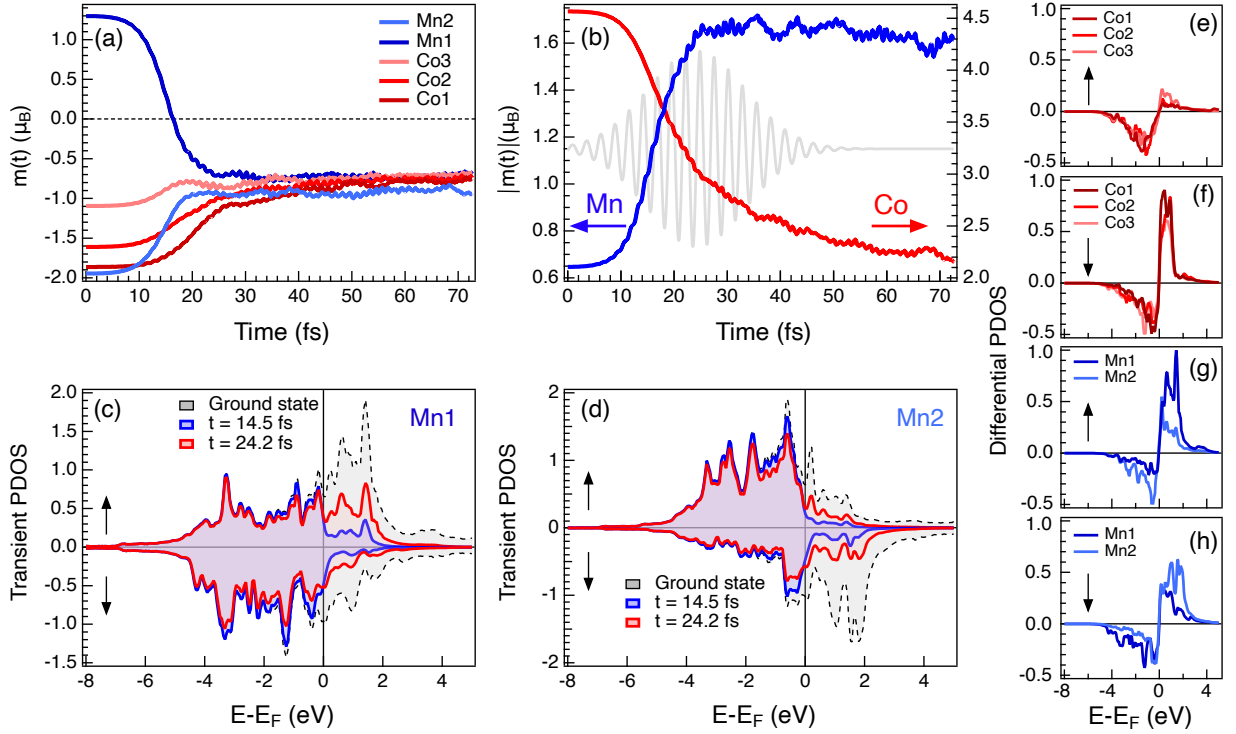 (a)
Mn2
Mn1
Co3
Co2
Co1
m(t) (μB)
1.0
0.5
0.0
-0.5
-1.0
-1.5
-2.0
0 10 20 30 40 50 60 70
Time (fs)
(b)
|m(t)|(μB)
1.6
1.4
1.2
1.0
0.8
0.6
4.5
4.0
3.5
3.0
2.5
2.0
Mn
Co
0 10 20 30 40 50 60 70
Time (fs)
(c)
Ground state
t = 14.5 fs
t = 24.2 fs
Mn1
Transient PDOS
2.0
1.5
1.0
0.5
0.0
-0.5
-1.0
-1.5
-8 -6 -4 -2 0 2 4
E-EF (eV)
(d)
Mn2
Ground state
t = 14.5 fs
t = 24.2 fs
Transient PDOS
2
1
0
-1
-2
-8 -6 -4 -2 0 2 4
E-EF (eV)
Differential PDOS
(e)
Co1
Co2
Co3
1.0
0.5
0.0
-0.5
(f)
Co1
Co2
Co3
1.0
0.5
0.0
-0.5
(g)
Mn1
Mn2
1.0
0.5
0.0
-0.5
(h)
Mn1
Mn2
1.0
0.5
0.0
-0.5
-8 -4 0 4
E-EF (eV)